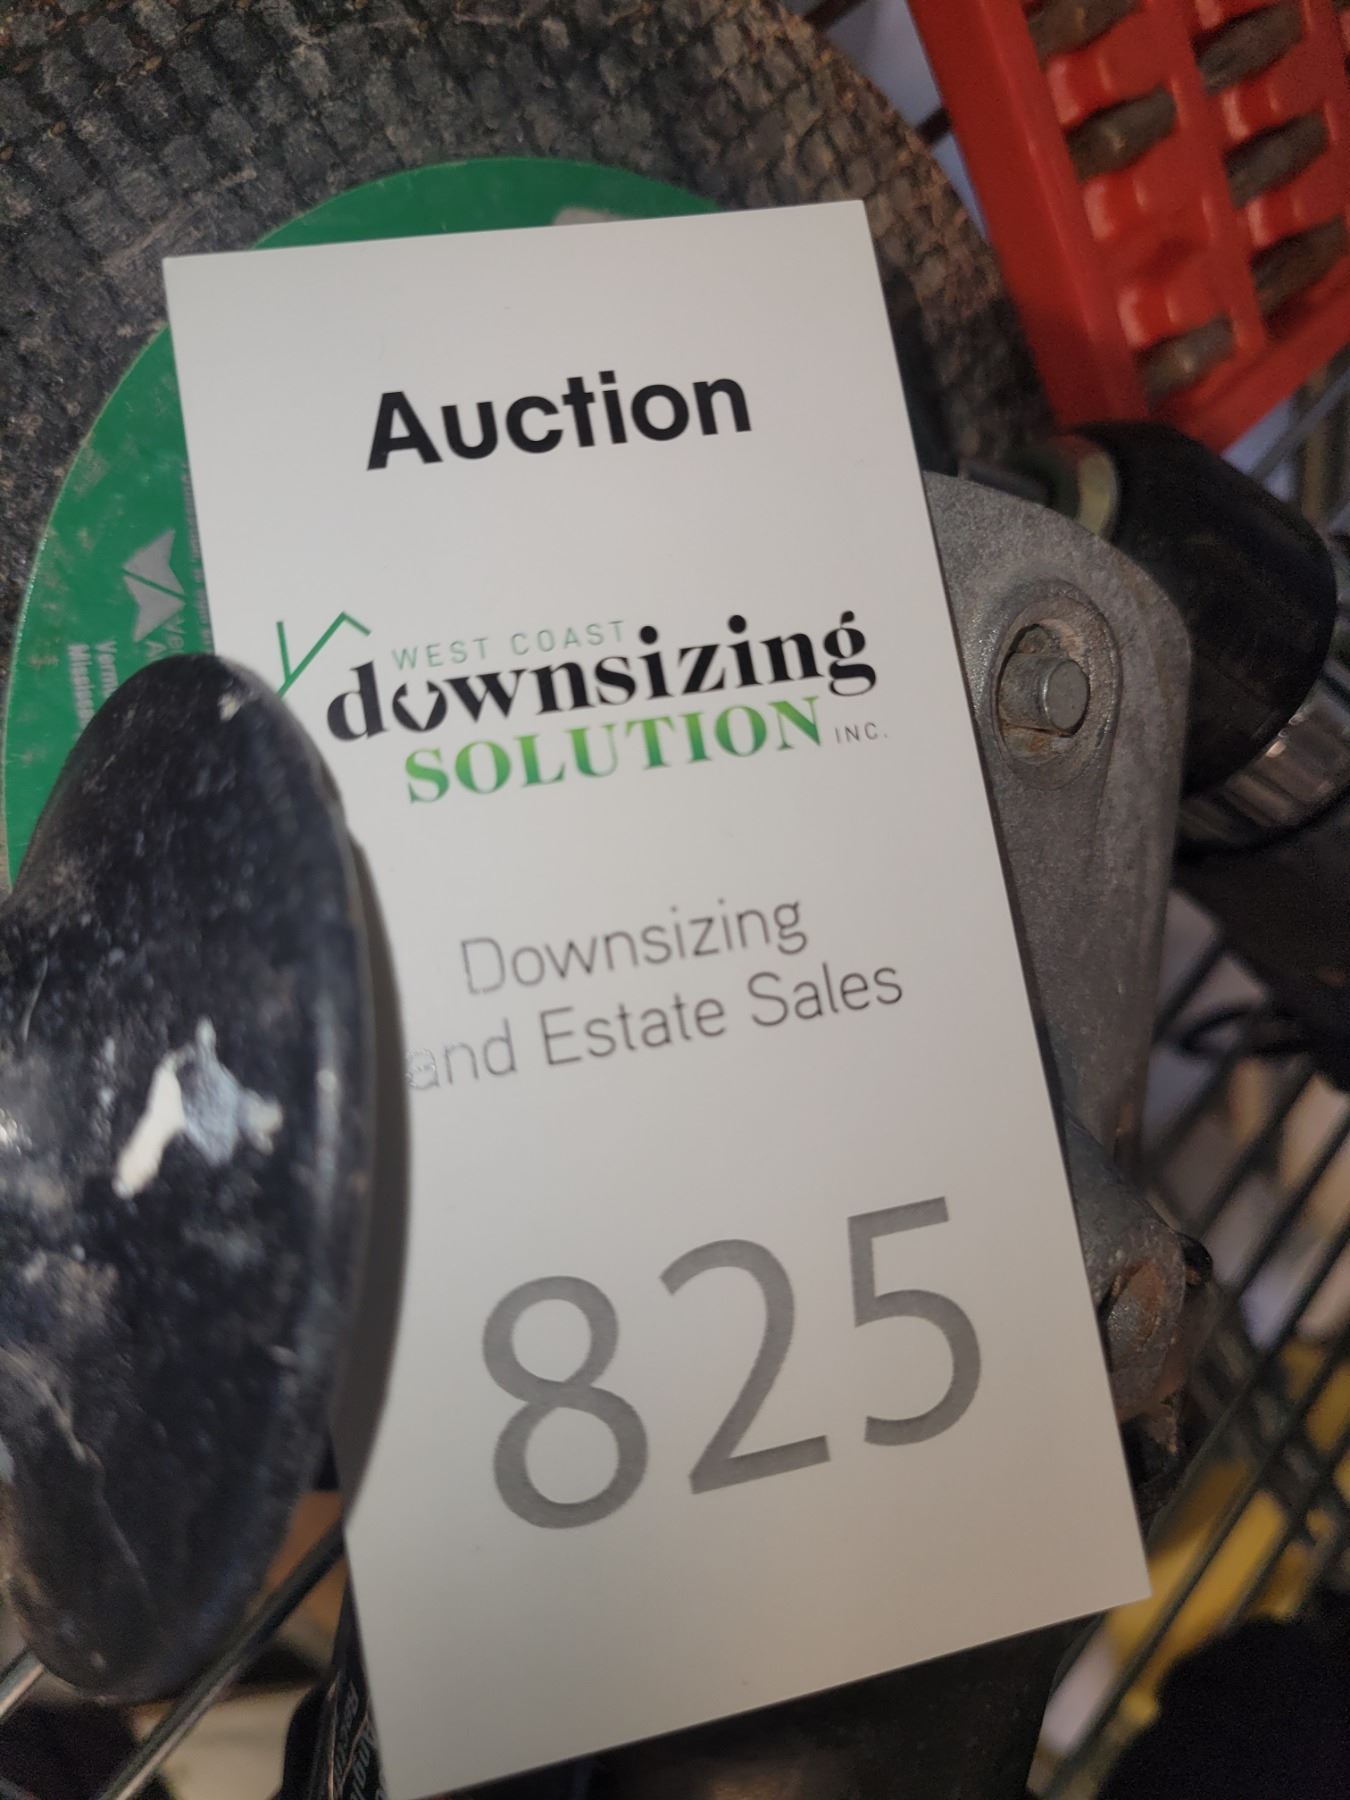 Auction
WEST COAST
downsizing
SOLUTION INC.
Downsizing
and Estate Sales
825